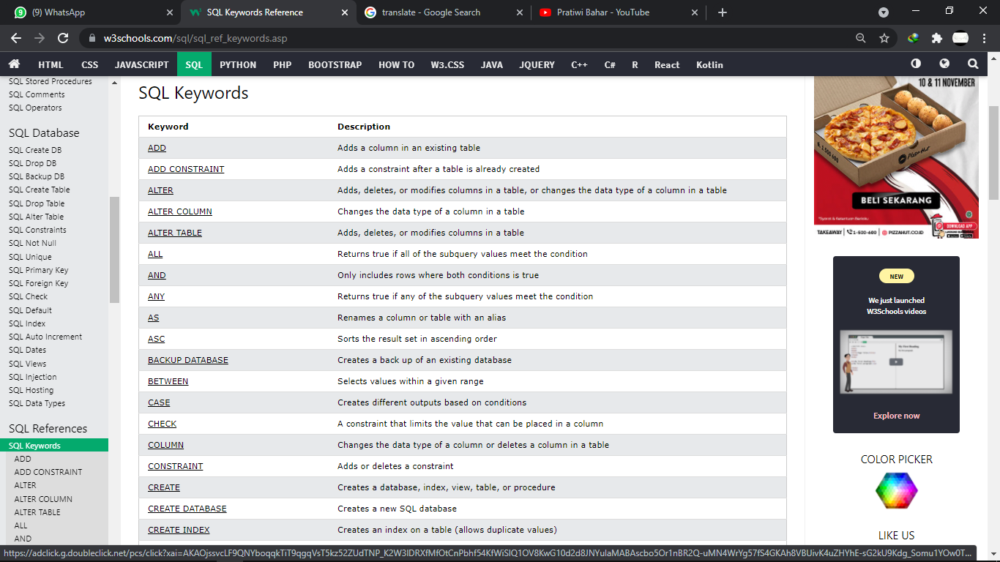 (9) WhatsApp
SQL Keywords Reference
translate - Google Search
Pratiwi Bahar - YouTube
w3schools.com/sql/sql_ref_keywords.asp
HTML CSS JAVASCRIPT SQL PYTHON PHP BOOTSTRAP HOW TO W3.CSS JAVA JQUERY C++ C# R React Kotlin
SQL Stored Procedures
SQL Comments
SQL Operators
SQL Database
SQL Create DB
SQL Drop DB
SQL Backup DB
SQL Create Table
SQL Drop Table
SQL Alter Table
SQL Constraints
SQL Not Null
SQL Unique
SQL Primary Key
SQL Foreign Key
SQL Check
SQL Default
SQL Index
SQL Auto Increment
SQL Dates
SQL Views
SQL Injection
SQL Hosting
SQL Data Types
SQL References
SQL Keywords
ADD
ADD CONSTRAINT
ALTER
ALTER COLUMN
ALTER TABLE
ALL
AND
SQL Keywords
Keyword Description
ADD Adds a column in an existing table
ADD CONSTRAINT Adds a constraint after a table is already created
ALTER Adds, deletes, or modifies columns in a table, or changes the data type of a column in a table
ALTER COLUMN Changes the data type of a column in a table
ALTER TABLE Adds, deletes, or modifies columns in a table
ALL Returns true if all of the subquery values meet the condition
AND Only includes rows where both conditions is true
ANY Returns true if any of the subquery values meet the condition
AS Renames a column or table with an alias
ASC Sorts the result set in ascending order
BACKUP DATABASE Creates a back up of an existing database
BETWEEN Selects values within a given range
CASE Creates different outputs based on conditions
CHECK A constraint that limits the value that can be placed in a column
COLUMN Changes the data type of a column or deletes a column in a table
CONSTRAINT Adds or deletes a constraint
CREATE Creates a database, index, view, table, or procedure
CREATE DATABASE Creates a new SQL database
CREATE INDEX Creates an index on a table (allows duplicate values)
10 & 11 NOVEMBER
1 500 600
Pizza Hut
BELI SEKARANG
*Syarat & Ketentuan Berlaku
DOWNLOAD APP
TAKEAWAY 1-500-600 PIZZAHUT.CO.ID
NEW
We just launched
W3Schools videos
Explore now
COLOR PICKER
LIKE US